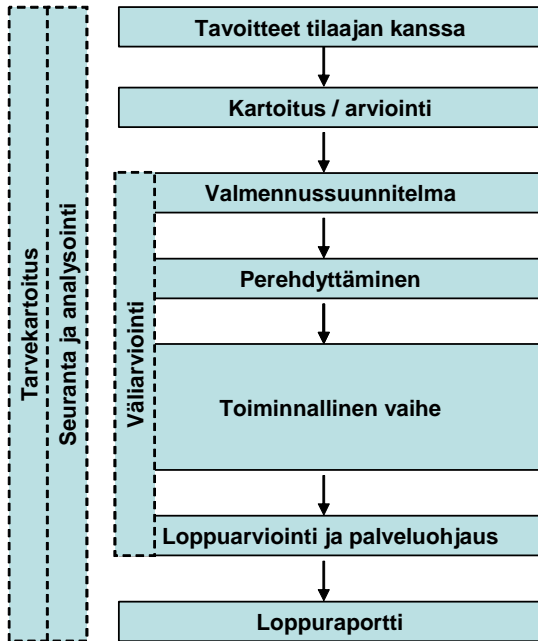 Tavoitteet tilaajan kanssa
Kartoitus / arviointi
Valmennussuunnitelma
Perehdyttäminen
Toiminnallinen vaihe
Loppuarviointi ja palveluohjaus
Loppuraportti
Tarvekartoitus
Seuranta ja analysointi
Väliarviointi